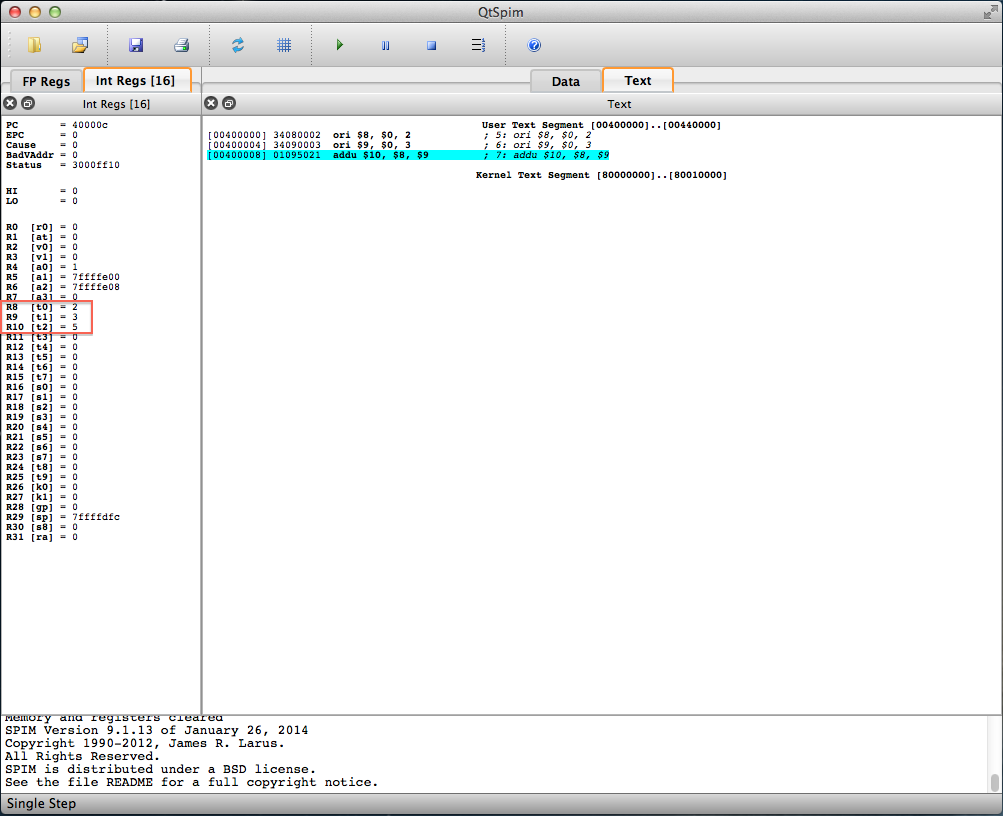 QtSpim
FP Regs
Int Regs [16]
Data
Text
Int Regs [16]
Text
PC = 40000c
EPC = 0
Cause = 0
BadVAddr = 0
Status = 3000ff10
HI = 0
LO = 0
R0 [r0] = 0
R1 [at] = 0
R2 [v0] = 0
R3 [v1] = 0
R4 [a0] = 1
R5 [a1] = 7ffffe00
R6 [a2] = 7ffffe08
R7 [a3] = 0
R8 [t0] = 2
R9 [t1] = 3
R10 [t2] = 5
R11 [t3] = 0
R12 [t4] = 0
R13 [t5] = 0
R14 [t6] = 0
R15 [t7] = 0
R16 [s0] = 0
R17 [s1] = 0
R18 [s2] = 0
R19 [s3] = 0
R20 [s4] = 0
R21 [s5] = 0
R22 [s6] = 0
R23 [s7] = 0
R24 [t8] = 0
R25 [t9] = 0
R26 [k0] = 0
R27 [k1] = 0
R28 [gp] = 0
R29 [sp] = 7ffffdfc
R30 [s8] = 0
R31 [ra] = 0
User Text Segment [00400000]..[00440000]
[00400000] 34080002 ori $8, $0, 2 ; 5: ori $8, $0, 2
[00400004] 34090003 ori $9, $0, 3 ; 6: ori $9, $0, 3
[00400008] 01095021 addu $10, $8, $9 ; 7: addu $10, $8, $9
Kernel Text Segment [80000000]..[80010000]
Memory and registers cleared
SPIM Version 9.1.13 of January 26, 2014
Copyright 1990-2012, James R. Larus.
All Rights Reserved.
SPIM is distributed under a BSD license.
See the file README for a full copyright notice.
Single Step